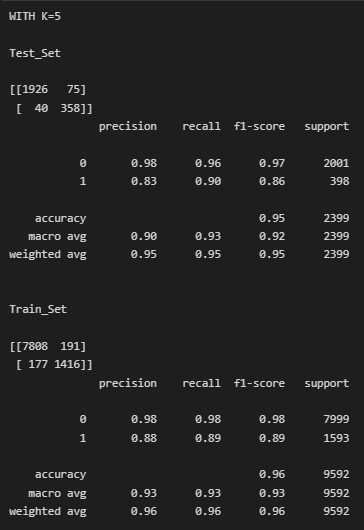 WITH K=5
Test_Set
[[1926 75]
[ 40 358]]
precision recall f1-score support
0 0.98 0.96 0.97 2001
1 0.83 0.90 0.86 398
accuracy 0.95 2399
macro avg 0.90 0.93 0.92 2399
weighted avg 0.95 0.95 0.95 2399
Train_Set
[[7808 191]
[ 177 1416]]
precision recall f1-score support
0 0.98 0.98 0.98 7999
1 0.88 0.89 0.89 1593
accuracy 0.96 9592
macro avg 0.93 0.93 0.93 9592
weighted avg 0.96 0.96 0.96 9592